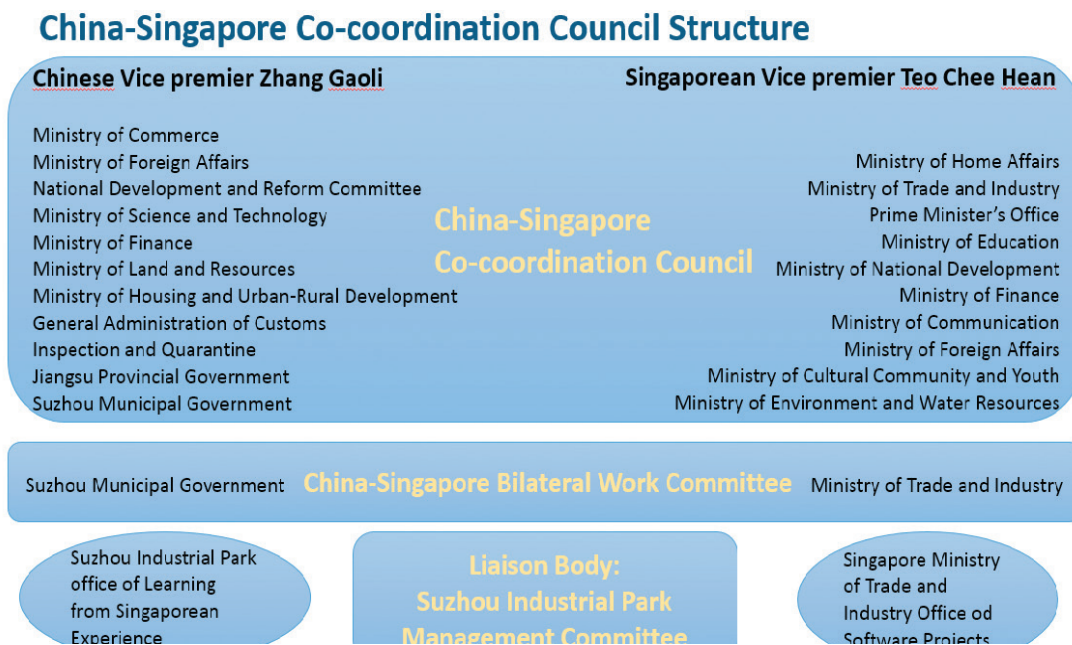 China-Singapore Co-coordination Council Structure
Chinese Vice premier Zhang Gaoli
Singaporean Vice premier Teo Chee Hean
Ministry of Commerce
Ministry of Foreign Affairs
National Development and Reform Committee
Ministry of Science and Technology
Ministry of Finance
Ministry of Land and Resources
Ministry of Housing and Urban-Rural Development
General Administration of Customs
Inspection and Quarantine
Jiangsu Provincial Government
Suzhou Municipal Government
China-Singapore
Co-coordination Council
Ministry of Home Affairs
Ministry of Trade and Industry
Prime Minister's Office
Ministry of Education
Ministry of National Development
Ministry of Finance
Ministry of Communication
Ministry of Foreign Affairs
Ministry of Cultural Community and Youth
Ministry of Environment and Water Resources
Suzhou Municipal Government
China-Singapore Bilateral Work Committee
Ministry of Trade and Industry
Suzhou Industrial Park
office of Learning
from Singaporean
Experience
Liaison Body:
Suzhou Industrial Park
Management Committee
Singapore Ministry
of Trade and
Industry Office od
Software Projects